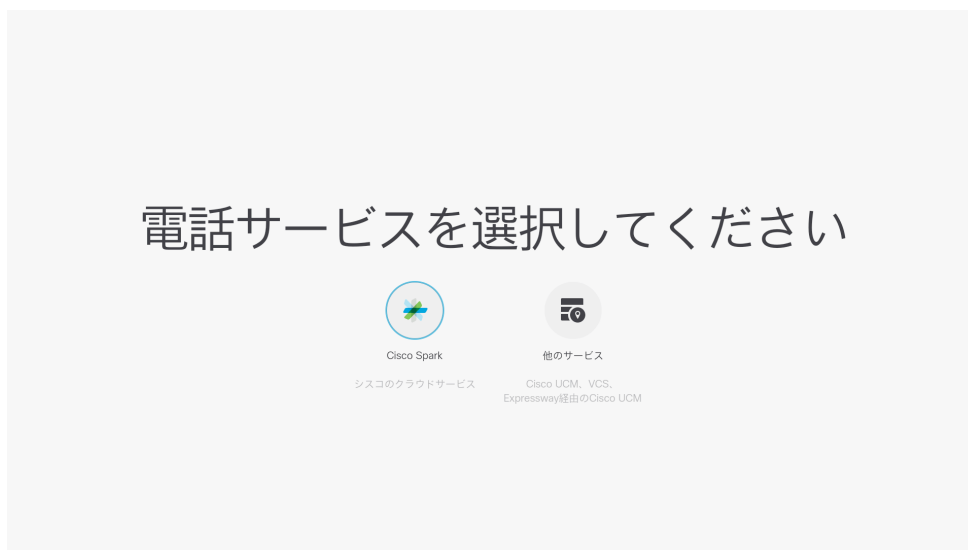 電話サービスを選択してください
Cisco Spark
他のサービス
シスコのクラウドサービス
Cisco UCM、VCS、
Expressway経由のCisco UCM